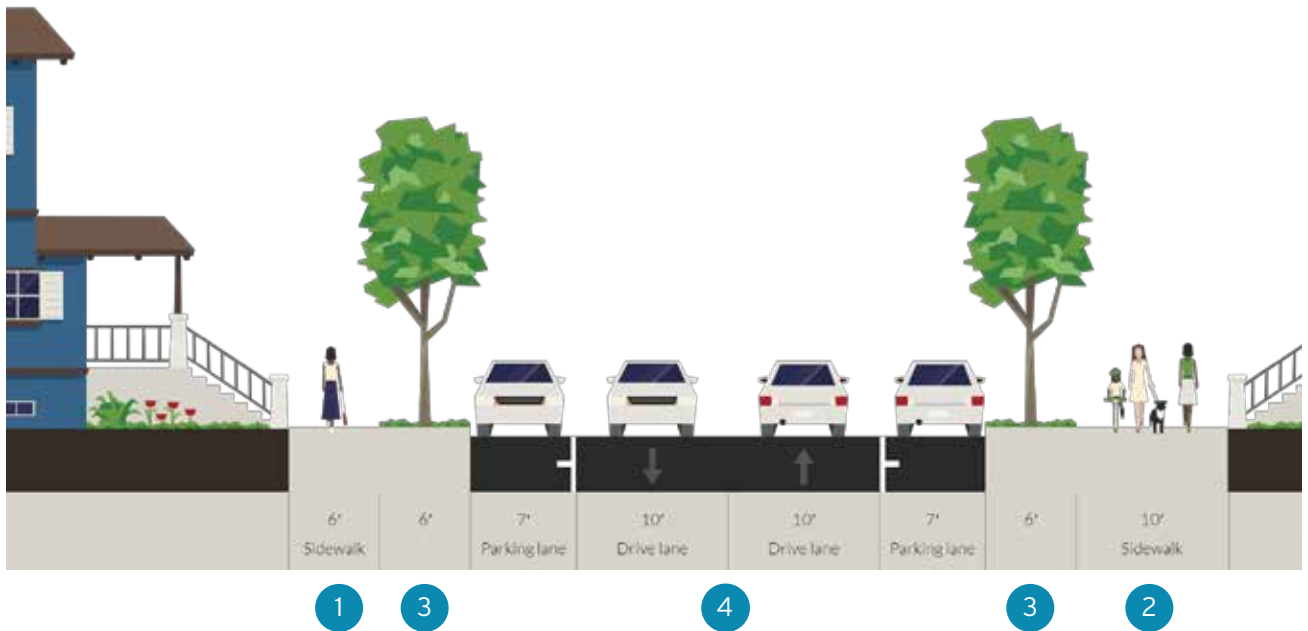 6' 6' 7' 10' 10' 7' 6' 10'
Sidewalk Parking lane Drive lane Drive lane Parking lane Sidewalk
1 3 4 3 2